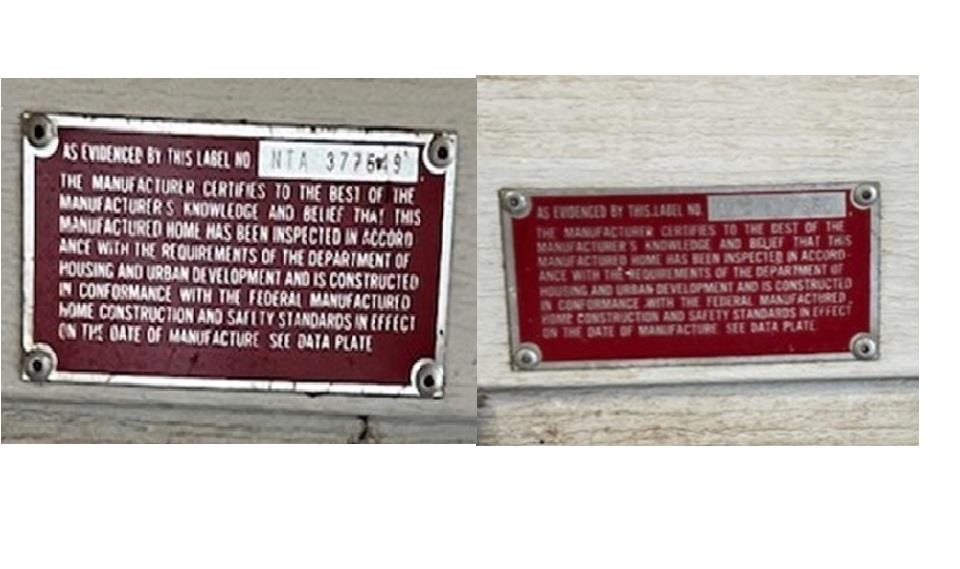 AS EVIDENCED BY THIS LABEL NO NTA
THE MANUFACTURER CERTIFIES TO THE BEST OF THE
MANUFACTURER'S KNOWLEDGE AND BELIEF THAT THIS
MANUFACTURED HOME HAS BEEN INSPECTED IN ACCORD
ANCE WITH THE REQUIREMENTS OF THE DEPARTMENT OF
HOUSING AND URBAN DEVELOPMENT AND IS CONSTRUCTED
IN CONFORMANCE WITH THE FEDERAL MANUFACTURED
HOME CONSTRUCTION AND SAFETY STANDARDS IN EFFECT
ON THE DATE OF MANUFACTURE SEE DATA PLATE
AS EVIDENCED BY THIS LABEL NO.
THE MANUFACTURER CERTIFIES TO THE BEST OF THE
MANUFACTURER'S KNOWLEDGE AND BELIEF THAT THIS
MANUFACTURED HOME HAS BEEN INSPECTED IN ACCORD-
ANCE WITH THE REQUIREMENTS OF THE DEPARTMENT OF
HOUSING AND URBAN DEVELOPMENT AND IS CONSTRUCTED
IN CONFORMANCE WITH THE FEDERAL MANUFACTURED
HOME CONSTRUCTION AND SAFETY STANDARDS IN EFFECT
ON THE DATE OF MANUFACTURE. SEE DATA PLATE.